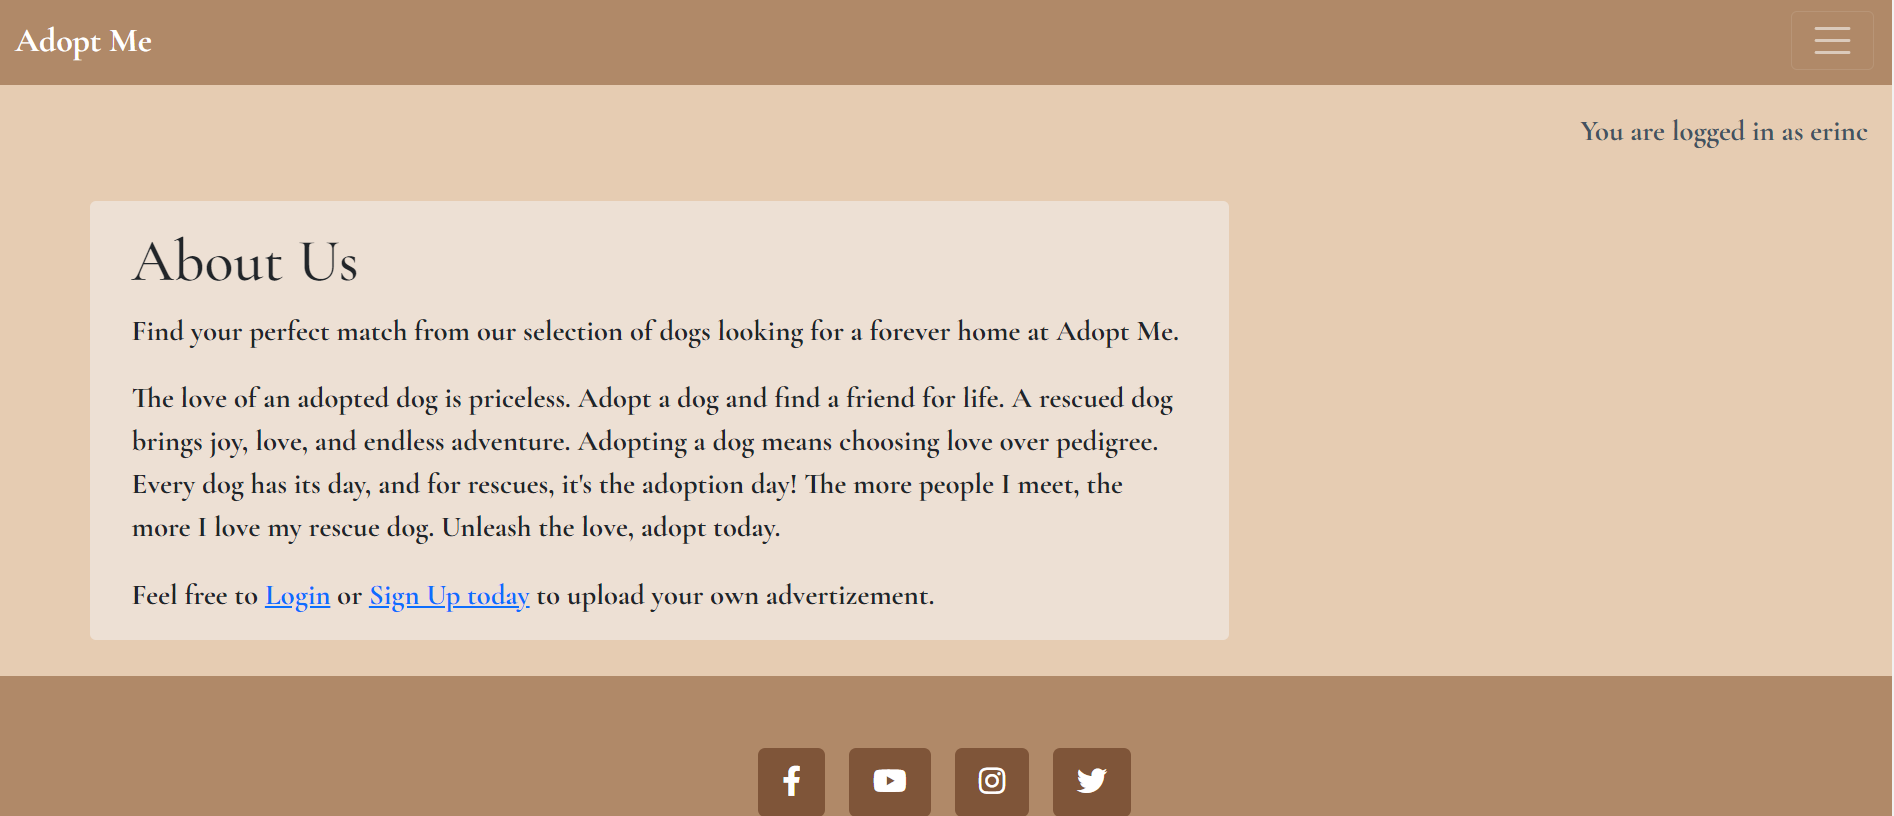 Adopt Me
You are logged in as erinc
About Us
Find your perfect match from our selection of dogs looking for a forever home at Adopt Me.
The love of an adopted dog is priceless. Adopt a dog and find a friend for life. A rescued dog
brings joy, love, and endless adventure. Adopting a dog means choosing love over pedigree.
Every dog has its day, and for rescues, it's the adoption day! The more people I meet, the
more I love my rescue dog. Unleash the love, adopt today.
Feel free to Login or Sign Up today to upload your own advertizement.